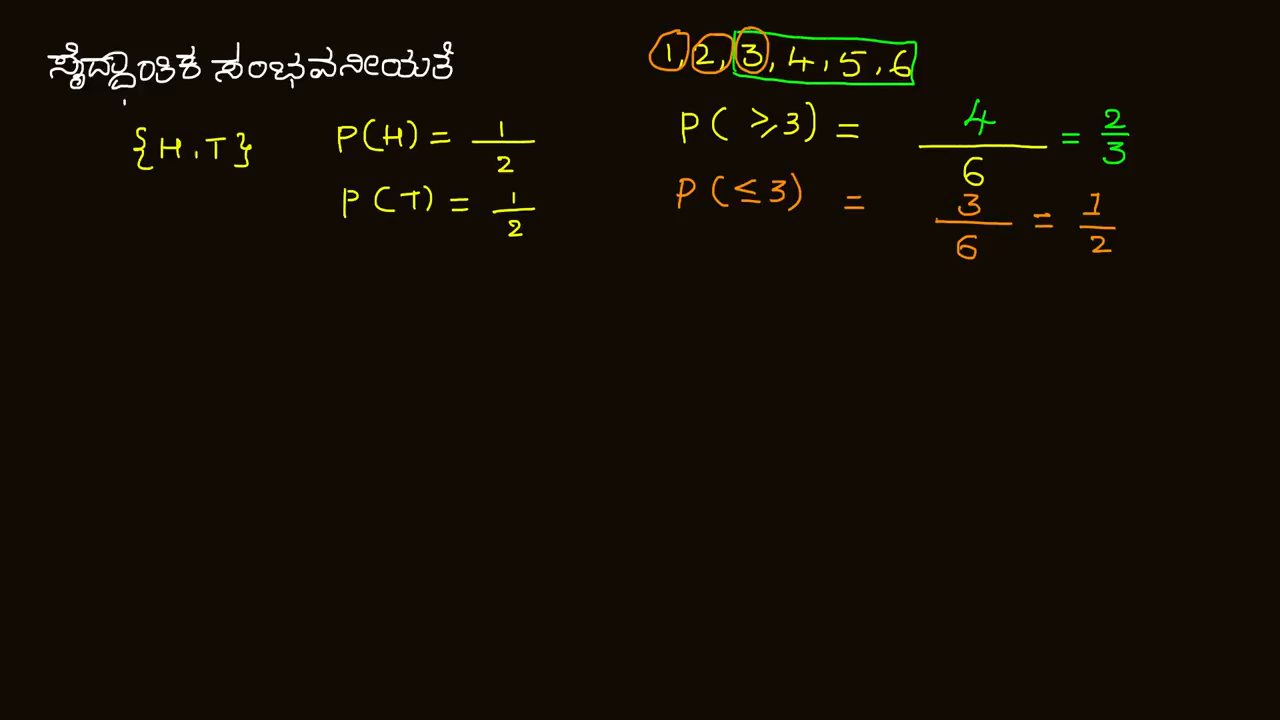 ಸೈದ್ಧಾಂತಿಕ ಸಂಭವನೀಯತೆ
{H, T} P(H) = 1/2
P(T) = 1/2
1, 2, 3, 4, 5, 6
P( ≥3) = 4/6 = 2/3
P( ≤3) = 3/6 = 1/2